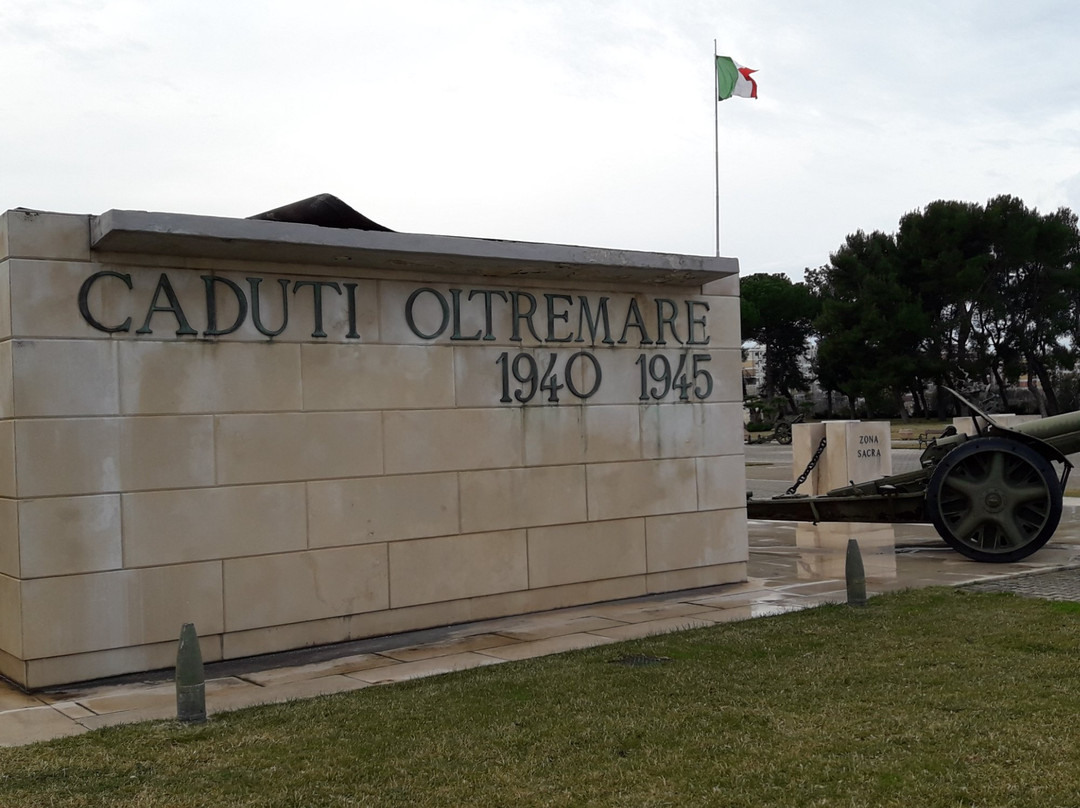 CADUTI OLTREMARE
1940 1945
ZONA
SACRA